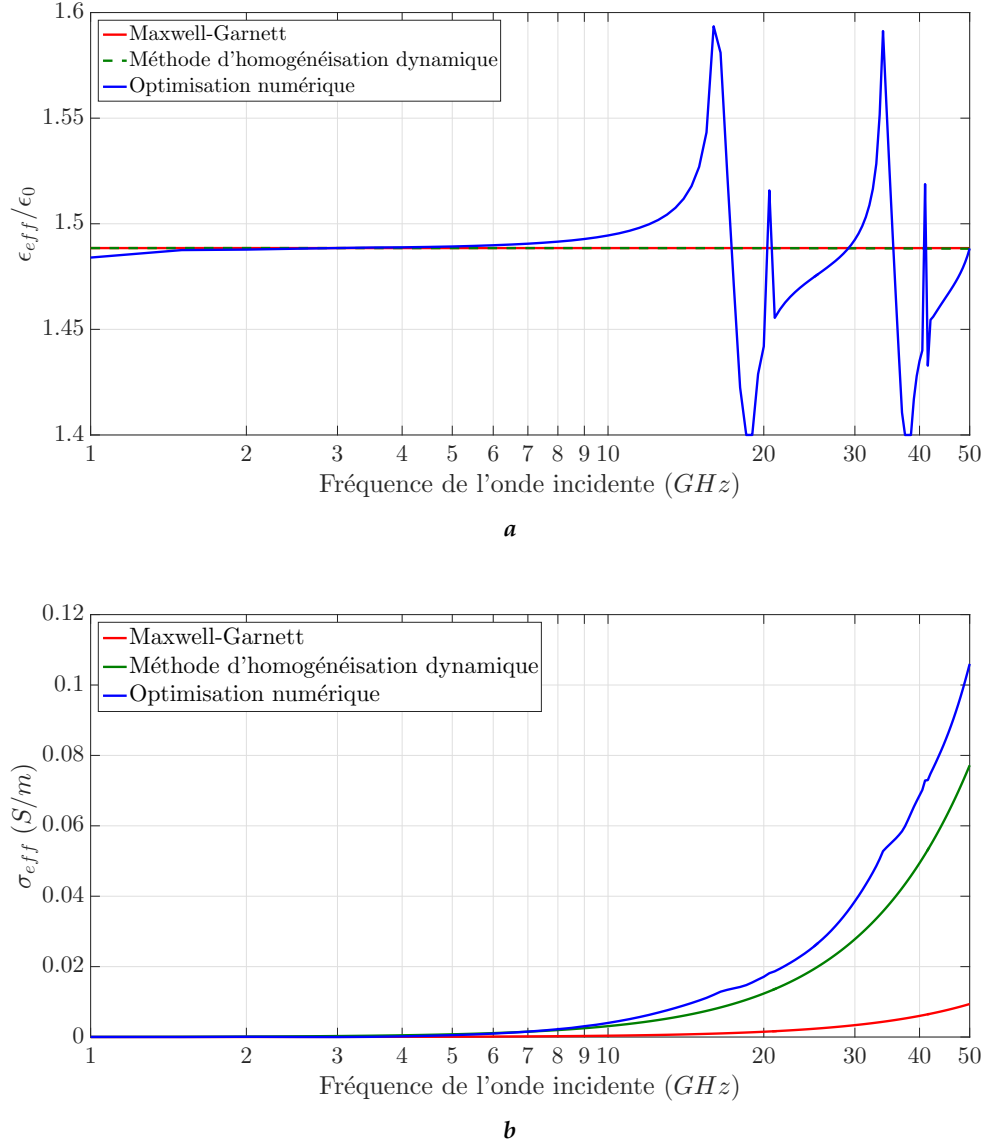 1.6
Maxwell-Garnett
Méthode d'homogénéisation dynamique
Optimisation numérique
1.55
1.5
1.45
1.4
ϵ_eff/ϵ_0
1 2 3 4 5 6 7 8 9 10 20 30 40 50
Fréquence de l'onde incidente (GHz)
a
0.12
Maxwell-Garnett
Méthode d'homogénéisation dynamique
Optimisation numérique
0.1
0.08
0.06
0.04
0.02
0
σ_eff (S/m)
1 2 3 4 5 6 7 8 9 10 20 30 40 50
Fréquence de l'onde incidente (GHz)
b